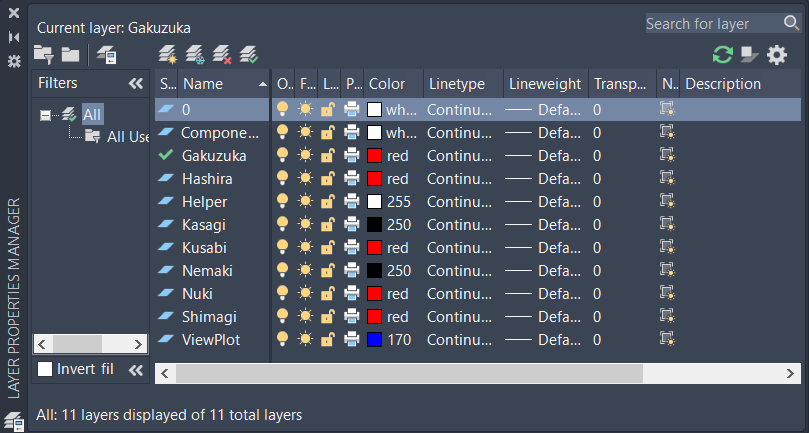 Current layer: Gakuzuka
Search for layer
Filters
All
All Use
Invert fil
S.. Name O.. F... L... P... Color Linetype Lineweight Transp... N.. Description
0 wh... Continu... Defa... 0
Compone... wh... Continu... Defa... 0
Gakuzuka red Continu... Defa... 0
Hashira red Continu... Defa... 0
Helper 255 Continu... Defa... 0
Kasagi 250 Continu... Defa... 0
Kusabi red Continu... Defa... 0
Nemaki 250 Continu... Defa... 0
Nuki red Continu... Defa... 0
Shimagi red Continu... Defa... 0
ViewPlot 170 Continu... Defa... 0
All: 11 layers displayed of 11 total layers
LAYER PROPERTIES MANAGER